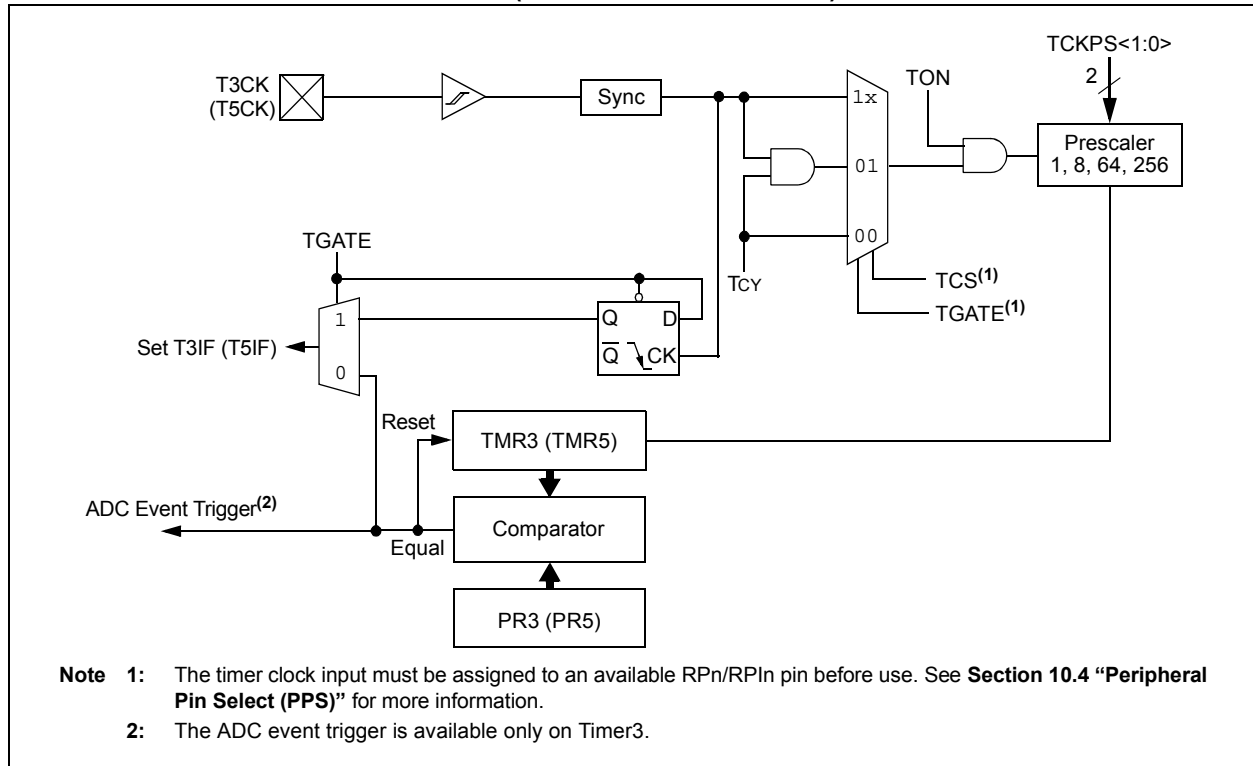 TCKPS<1:0>
2
T3CK
(T5CK)
Sync
1x
TON
Prescaler
1, 8, 64, 256
01
00
TGATE
TCY
TCS(1)
TGATE(1)
1
Q D
Q CK
Set T3IF (T5IF)
0
Reset
TMR3 (TMR5)
ADC Event Trigger(2)
Comparator
Equal
PR3 (PR5)
Note 1: The timer clock input must be assigned to an available RPn/RPIn pin before use. See Section 10.4 “Peripheral
Pin Select (PPS)” for more information.
2: The ADC event trigger is available only on Timer3.